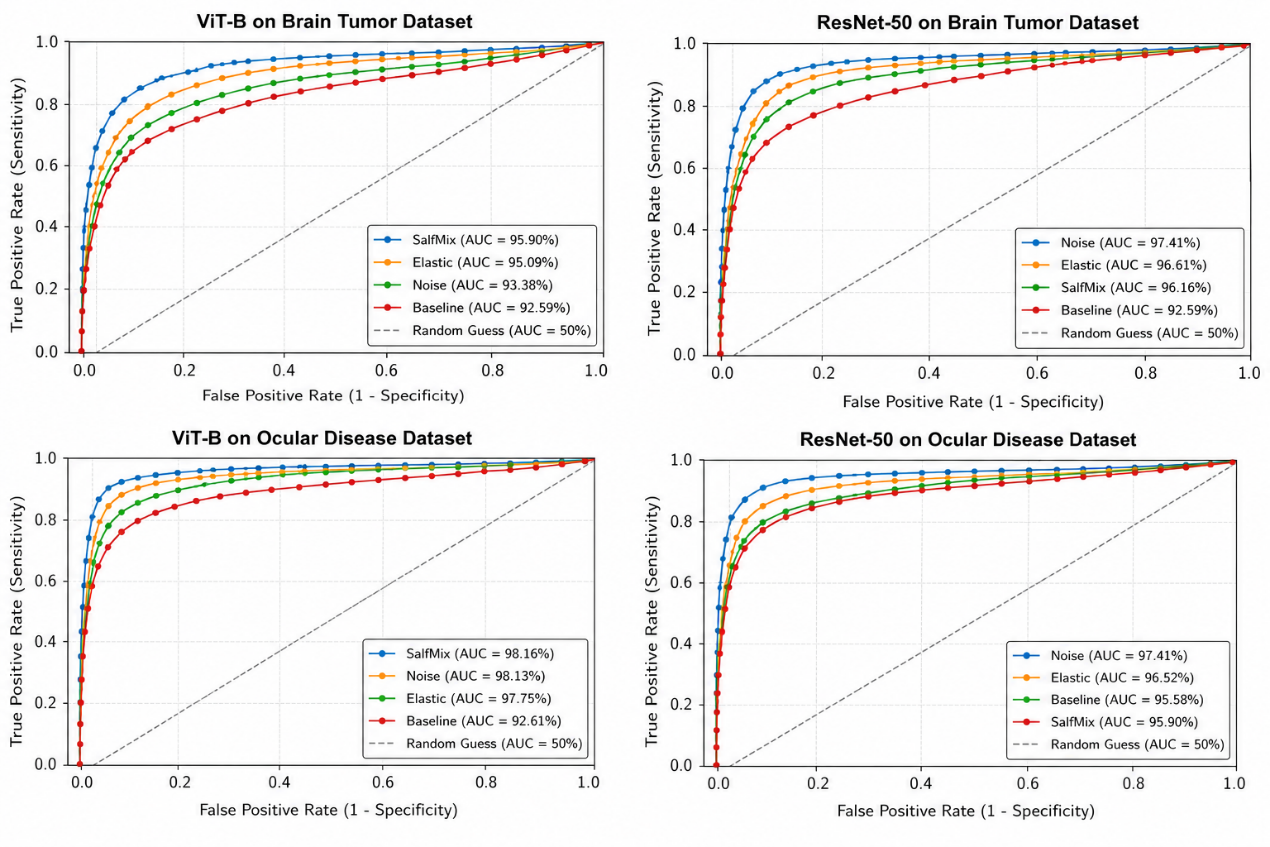 ViT-B on Brain Tumor Dataset
True Positive Rate (Sensitivity)
1.0
0.8
0.6
0.4
0.2
0.0
SalfMix (AUC = 95.90%)
Elastic (AUC = 95.09%)
Noise (AUC = 93.38%)
Baseline (AUC = 92.59%)
Random Guess (AUC = 50%)
0.0 0.2 0.4 0.6 0.8 1.0
False Positive Rate (1 - Specificity)
ResNet-50 on Brain Tumor Dataset
True Positive Rate (Sensitivity)
1.0
0.8
0.6
0.4
0.2
0.0
Noise (AUC = 97.41%)
Elastic (AUC = 96.61%)
SalfMix (AUC = 96.16%)
Baseline (AUC = 92.59%)
Random Guess (AUC = 50%)
0.0 0.2 0.4 0.6 0.8 1.0
False Positive Rate (1 - Specificity)
ViT-B on Ocular Disease Dataset
True Positive Rate (Sensitivity)
1.0
0.8
0.6
0.4
0.2
0.0
SalfMix (AUC = 98.16%)
Noise (AUC = 98.13%)
Elastic (AUC = 97.75%)
Baseline (AUC = 92.61%)
Random Guess (AUC = 50%)
0.0 0.2 0.4 0.6 0.8 1.0
False Positive Rate (1 - Specificity)
ResNet-50 on Ocular Disease Dataset
True Positive Rate (Sensitivity)
1.0
0.8
0.6
0.4
0.2
0.0
Noise (AUC = 97.41%)
Elastic (AUC = 96.52%)
Baseline (AUC = 95.58%)
SalfMix (AUC = 95.90%)
Random Guess (AUC = 50%)
0.0 0.2 0.4 0.6 0.8 1.0
False Positive Rate (1 - Specificity)